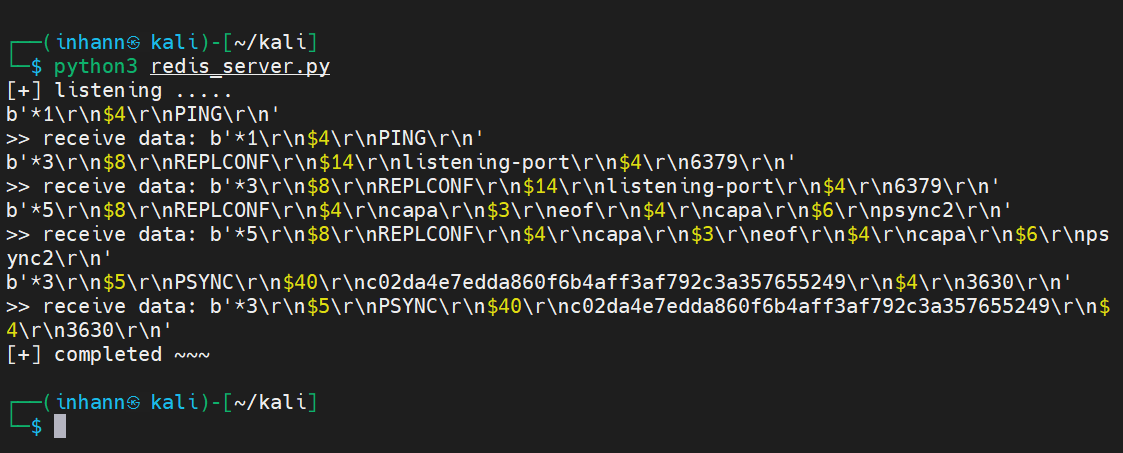 ┌──(inhann㉿ kali)-[~/kali]
└─$ python3 redis_server.py
[+] listening .....
b'*1\r\n$4\r\nPING\r\n'
>> receive data: b'*1\r\n$4\r\nPING\r\n'
b'*3\r\n$8\r\nREPLCONF\r\n$14\r\nlistening-port\r\n$4\r\n6379\r\n'
>> receive data: b'*3\r\n$8\r\nREPLCONF\r\n$14\r\nlistening-port\r\n$4\r\n6379\r\n'
b'*5\r\n$8\r\nREPLCONF\r\n$4\r\ncapa\r\n$3\r\neof\r\n$4\r\ncapa\r\n$6\r\npsync2\r\n'
>> receive data: b'*5\r\n$8\r\nREPLCONF\r\n$4\r\ncapa\r\n$3\r\neof\r\n$4\r\ncapa\r\n$6\r\nps
ync2\r\n'
b'*3\r\n$5\r\nPSYNC\r\n$40\r\nc02da4e7edda860f6b4aff3af792c3a357655249\r\n$4\r\n3630\r\n'
>> receive data: b'*3\r\n$5\r\nPSYNC\r\n$40\r\nc02da4e7edda860f6b4aff3af792c3a357655249\r\n$
4\r\n3630\r\n'
[+] completed ~~~
┌──(inhann㉿ kali)-[~/kali]
└─$